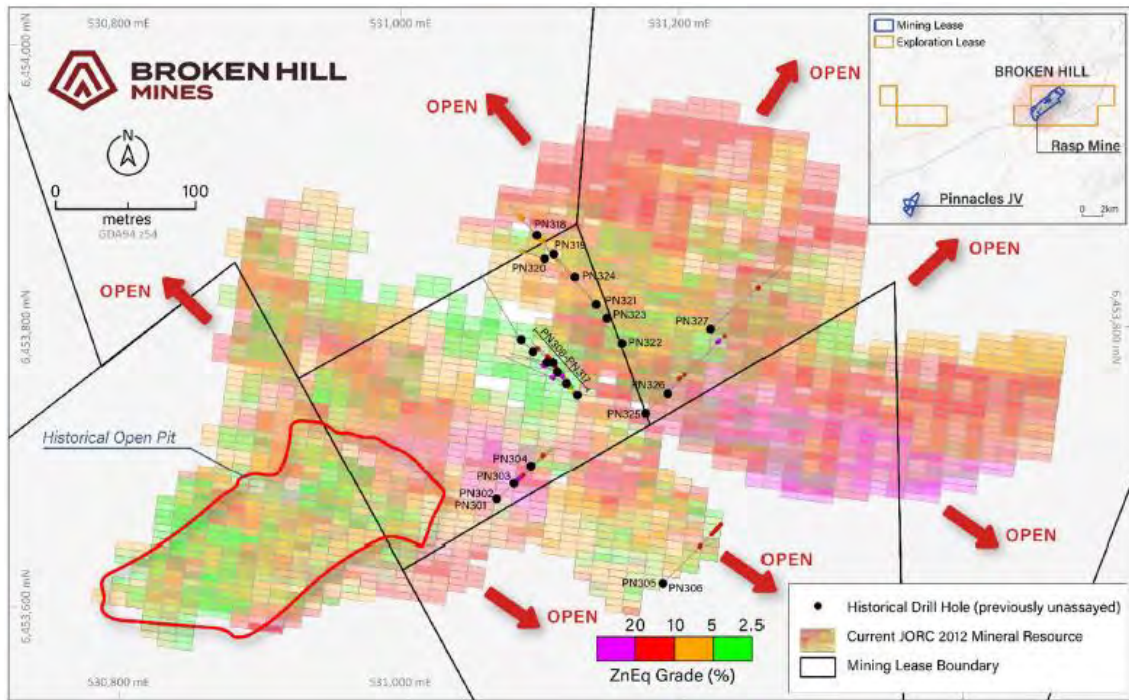 530,800 mE
531,000 mE
531,200 mE
6,454,000 mN
BROKEN HILL
MINES
N
0 100
metres
GDA94 z54
OPEN
OPEN
OPEN
OPEN
OPEN
OPEN
OPEN
Mining Lease
Exploration Lease
BROKEN HILL
Rasp Mine
Pinnacles JV
0 2km
6,453,800 mN
6,453,800 mN
PN318
PN319
PN320
PN324
PN321
PN323
PN322
PN327
PN308-PN317
PN326
PN325
Historical Open Pit
PN304
PN303
PN302
PN301
PN305
PN306
6,453,600 mN
20 10 5 2.5
ZnEq Grade (%)
Historical Drill Hole (previously unassayed)
Current JORC 2012 Mineral Resource
Mining Lease Boundary
530,800 mE
531,000 mE